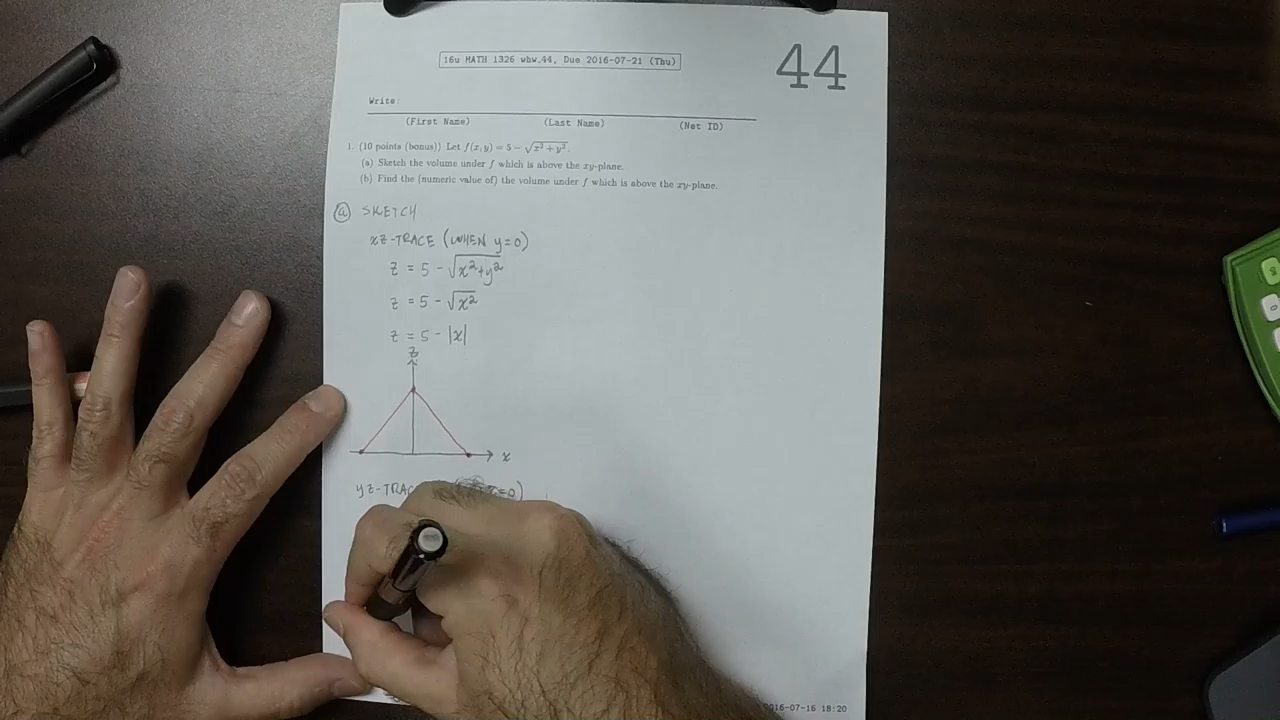 44
16u MATH 1326 whw.44, Due 2016-07-21 (Thu)
Write:
(First Name) (Last Name) (Net ID)
1. (10 points (bonus)) Let f(x, y) = 5 − √(x² + y²).
(a) Sketch the volume under f which is above the xy-plane.
(b) Find the (numeric value of) the volume under f which is above the xy-plane.
ⓐ SKETCH
xz-TRACE (WHEN y=0)
z = 5 - √(x²+y²)
z = 5 - √x²
z = 5 - |x|
z
x
yz-TRAC x=0)
16-07-16 18:20